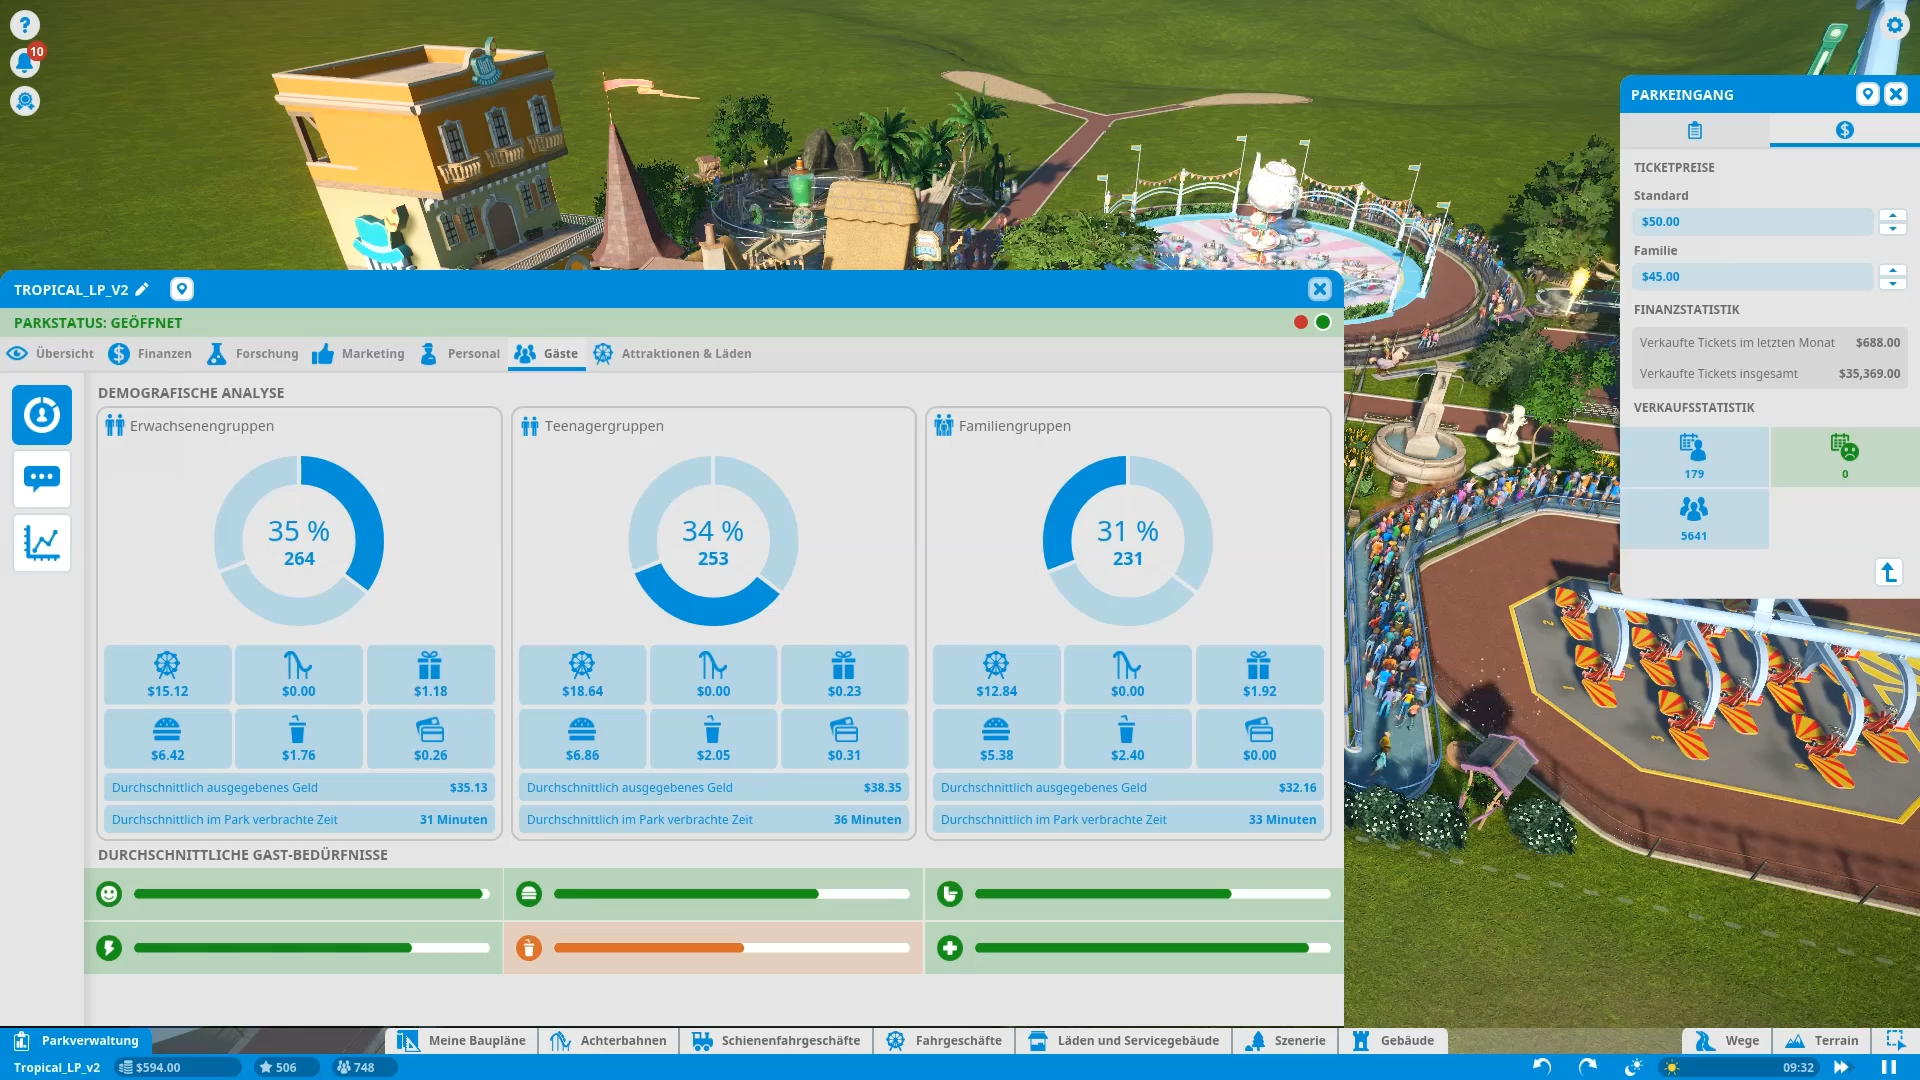 ?
10
PARKEINGANG
TICKETPREISE
Standard
$50.00
Familie
$45.00
FINANZSTATISTIK
Verkaufte Tickets im letzten Monat $688.00
Verkaufte Tickets insgesamt $35,369.00
VERKAUFSSTATISTIK
179 0
5641
TROPICAL_LP_V2
PARKSTATUS: GEÖFFNET
Übersicht Finanzen Forschung Marketing Personal Gäste Attraktionen & Läden
DEMOGRAFISCHE ANALYSE
Erwachsenengruppen
35 %
264
$15.12 $0.00 $1.18
$6.42 $1.76 $0.26
Durchschnittlich ausgegebenes Geld $35.13
Durchschnittlich im Park verbrachte Zeit 31 Minuten
Teenagergruppen
34 %
253
$18.64 $0.00 $0.23
$6.86 $2.05 $0.31
Durchschnittlich ausgegebenes Geld $38.35
Durchschnittlich im Park verbrachte Zeit 36 Minuten
Familiengruppen
31 %
231
$12.84 $0.00 $1.92
$5.38 $2.40 $0.00
Durchschnittlich ausgegebenes Geld $32.16
Durchschnittlich im Park verbrachte Zeit 33 Minuten
DURCHSCHNITTLICHE GAST-BEDÜRFNISSE
Parkverwaltung Meine Baupläne Achterbahnen Schienenfahrgeschäfte Fahrgeschäfte Läden und Servicegebäude Szenerie Gebäude Wege Terrain
Tropical_LP_v2 $594.00 506 748 09:32